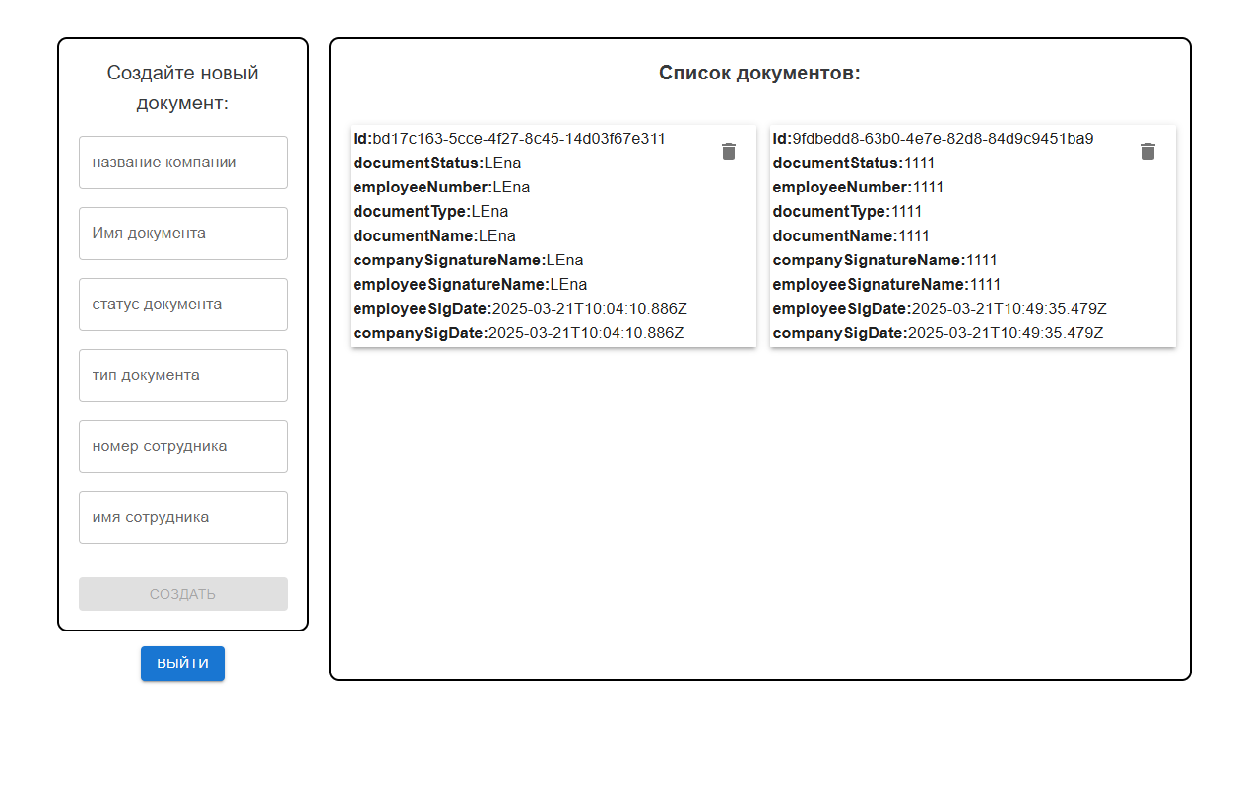 Создайте новый
документ:
название компании
Имя документа
статус документа
тип документа
номер сотрудника
имя сотрудника
СОЗДАТЬ
ВЫЙТИ
Список документов:
id:bd17c163-5cce-4f27-8c45-14d03f67e311
documentStatus:LEna
employeeNumber:LEna
documentType:LEna
documentName:LEna
companySignatureName:LEna
employeeSignatureName:LEna
employeeSigDate:2025-03-21T10:04:10.886Z
companySigDate:2025-03-21T10:04:10.886Z
id:9fdbedd8-63b0-4e7e-82d8-84d9c9451ba9
documentStatus:1111
employeeNumber:1111
documentType:1111
documentName:1111
companySignatureName:1111
employeeSignatureName:1111
employeeSigDate:2025-03-21T10:49:35.479Z
companySigDate:2025-03-21T10:49:35.479Z